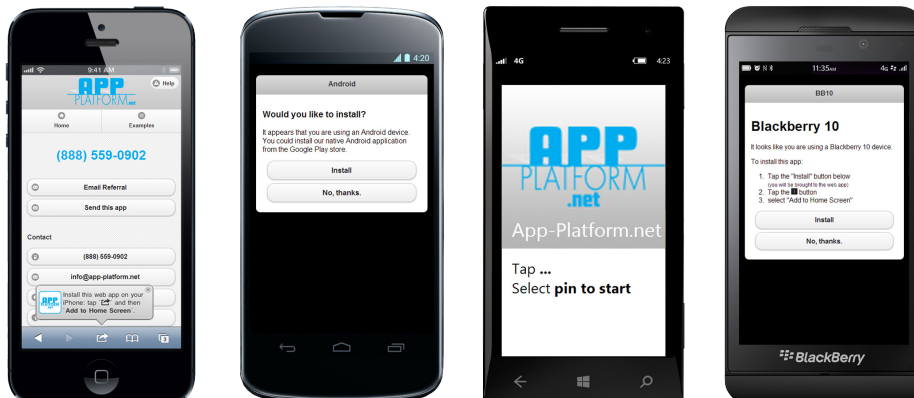 9:41 AM
APP
PLATFORM.net
Help
Home
Examples
(888) 559-0902
Email Referral
Send this app
Contact
(888) 559-0902
info@app-platform.net
APP
PLATFORM
.net
Install this web app on your
iPhone: tap and then
'Add to Home Screen'.
3
4:20
Android
Would you like to install?
It appears that you are using an Android device.
You could install our native Android application
from the Google Play store.
Install
No, thanks.
4G
4:23
APP
PLATFORM
.net
App-Platform.net
Tap ...
Select pin to start
11:35AM
4G
BB10
Blackberry 10
It looks like you are using a Blackberry 10 device.
To install this app:
1. Tap the "Install" button below
(you will be brought to the web app)
2. Tap the button
3. select "Add to Home Screen"
Install
No, thanks.
BlackBerry